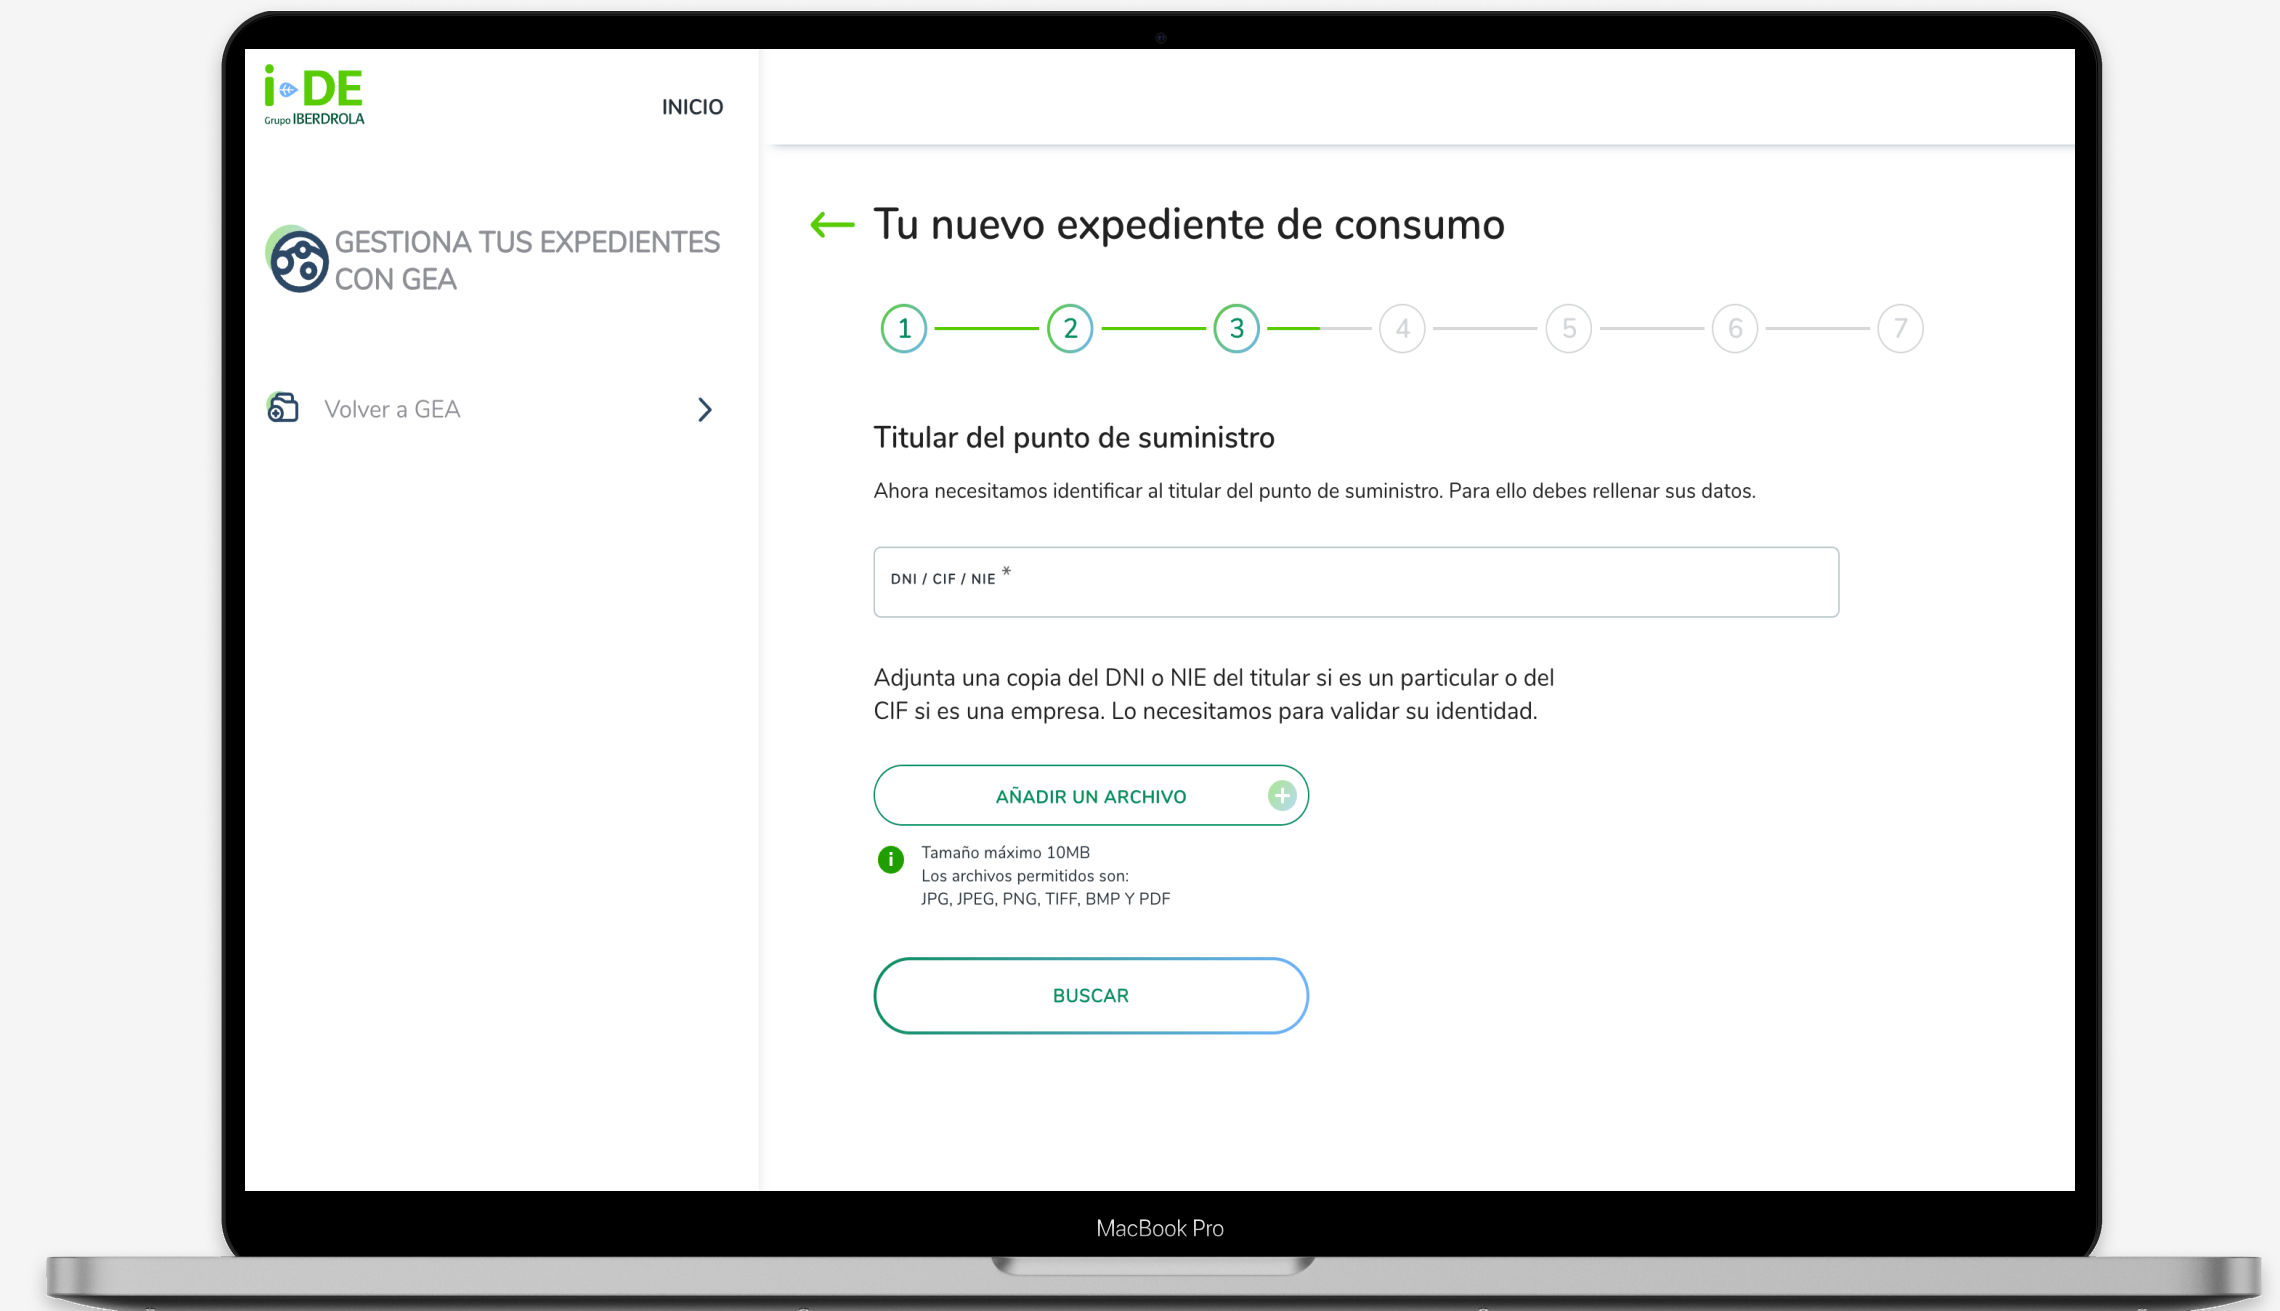 i DE
Grupo IBERDROLA
INICIO
GESTIONA TUS EXPEDIENTES
CON GEA
Volver a GEA
Tu nuevo expediente de consumo
1 2 3 4 5 6 7
Titular del punto de suministro
Ahora necesitamos identificar al titular del punto de suministro. Para ello debes rellenar sus datos.
DNI / CIF / NIE *
Adjunta una copia del DNI o NIE del titular si es un particular o del
CIF si es una empresa. Lo necesitamos para validar su identidad.
AÑADIR UN ARCHIVO
Tamaño máximo 10MB
Los archivos permitidos son:
JPG, JPEG, PNG, TIFF, BMP Y PDF
BUSCAR
MacBook Pro